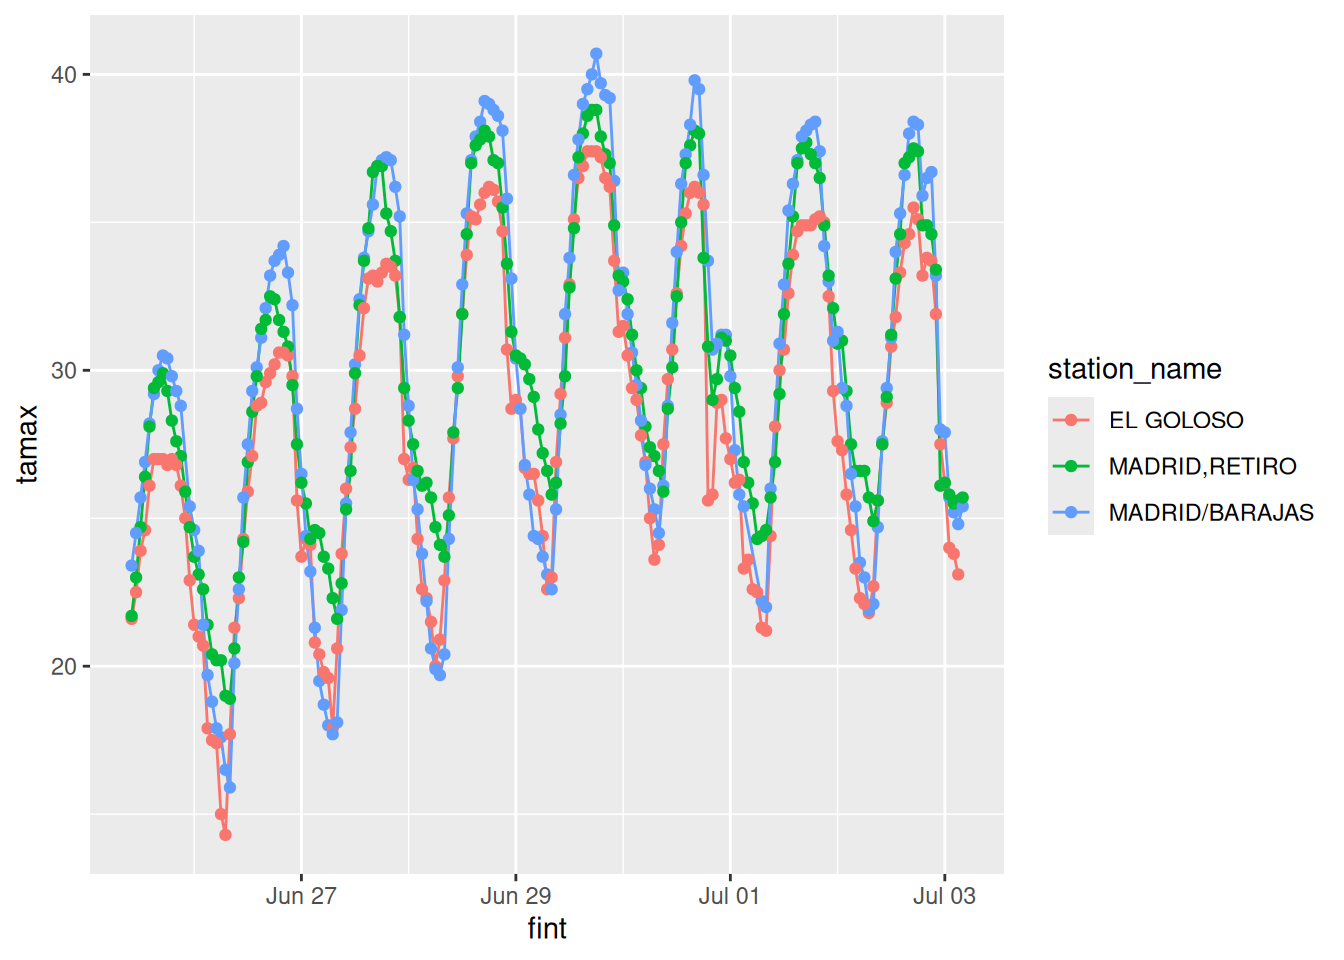 40
30
20
tamax
Jun 27
Jun 29
Jul 01
Jul 03
fint
station_name
EL GOLOSO
MADRID,RETIRO
MADRID/BARAJAS